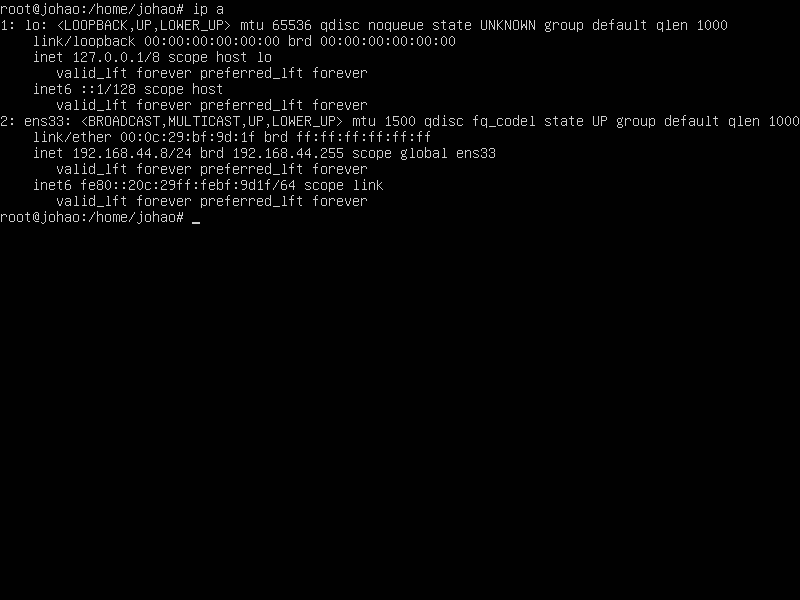 root@johao:/home/johao# ip a
1: lo: <LOOPBACK,UP,LOWER_UP> mtu 65536 qdisc noqueue state UNKNOWN group default qlen 1000
    link/loopback 00:00:00:00:00:00 brd 00:00:00:00:00:00
    inet 127.0.0.1/8 scope host lo
       valid_lft forever preferred_lft forever
    inet6 ::1/128 scope host
       valid_lft forever preferred_lft forever
2: ens33: <BROADCAST,MULTICAST,UP,LOWER_UP> mtu 1500 qdisc fq_codel state UP group default qlen 1000
    link/ether 00:0c:29:bf:9d:1f brd ff:ff:ff:ff:ff:ff
    inet 192.168.44.8/24 brd 192.168.44.255 scope global ens33
       valid_lft forever preferred_lft forever
    inet6 fe80::20c:29ff:febf:9d1f/64 scope link
       valid_lft forever preferred_lft forever
root@johao:/home/johao# _